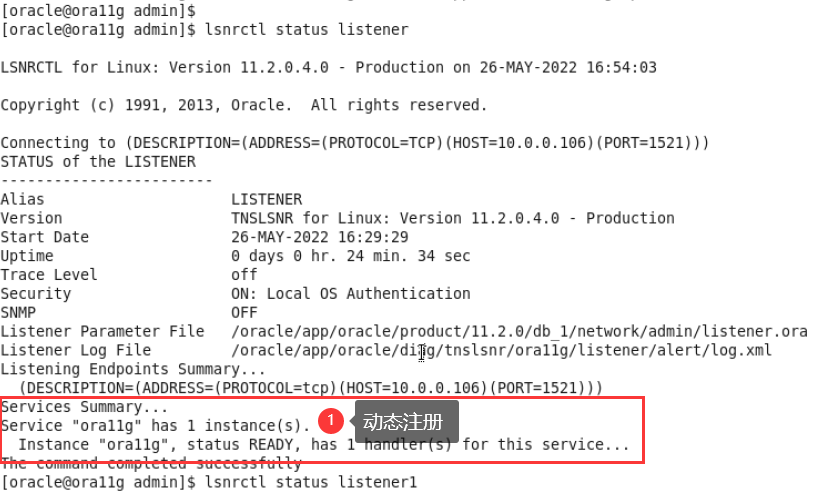 [oracle@ora11g admin]$
[oracle@ora11g admin]$ lsnrctl status listener
LSNRCTL for Linux: Version 11.2.0.4.0 - Production on 26-MAY-2022 16:54:03
Copyright (c) 1991, 2013, Oracle.  All rights reserved.
Connecting to (DESCRIPTION=(ADDRESS=(PROTOCOL=TCP)(HOST=10.0.0.106)(PORT=1521)))
STATUS of the LISTENER
------------------------
Alias                     LISTENER
Version                   TNSLSNR for Linux: Version 11.2.0.4.0 - Production
Start Date                26-MAY-2022 16:29:29
Uptime                    0 days 0 hr. 24 min. 34 sec
Trace Level               off
Security                  ON: Local OS Authentication
SNMP                      OFF
Listener Parameter File   /oracle/app/oracle/product/11.2.0/db_1/network/admin/listener.ora
Listener Log File         /oracle/app/oracle/diag/tnslsnr/ora11g/listener/alert/log.xml
Listening Endpoints Summary...
  (DESCRIPTION=(ADDRESS=(PROTOCOL=tcp)(HOST=10.0.0.106)(PORT=1521)))
Services Summary...
Service "ora11g" has 1 instance(s).
1 动态注册
  Instance "ora11g", status READY, has 1 handler(s) for this service...
The command completed successfully
[oracle@ora11g admin]$ lsnrctl status listener1